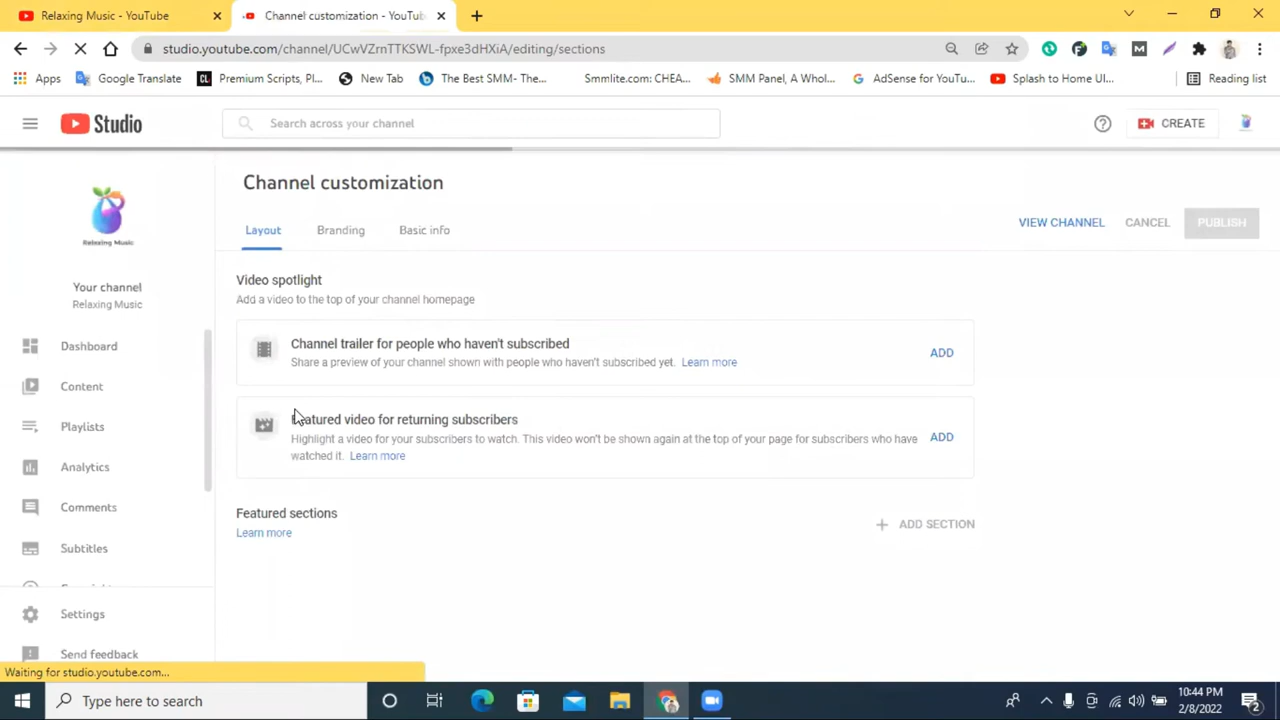 Relaxing Music - YouTube
Channel customization - YouTub
studio.youtube.com/channel/UCwVZrnTTKSWL-fpxe3dHXiA/editing/sections
Apps Google Translate Premium Scripts, Pl... New Tab The Best SMM- The... Smmlite.com: CHEA... SMM Panel, A Whol... AdSense for YouTu... Splash to Home UI... Reading list
Studio
Search across your channel
CREATE
Channel customization
Layout Branding Basic info
VIEW CHANNEL CANCEL PUBLISH
Relaxing Music
Your channel
Relaxing Music
Dashboard
Content
Playlists
Analytics
Comments
Subtitles
Settings
Send feedback
Video spotlight
Add a video to the top of your channel homepage
Channel trailer for people who haven't subscribed
Share a preview of your channel shown with people who haven't subscribed yet. Learn more
ADD
Featured video for returning subscribers
Highlight a video for your subscribers to watch. This video won't be shown again at the top of your page for subscribers who have
watched it. Learn more
ADD
Featured sections
Learn more
ADD SECTION
Waiting for studio.youtube.com...
Type here to search
10:44 PM
2/8/2022
2